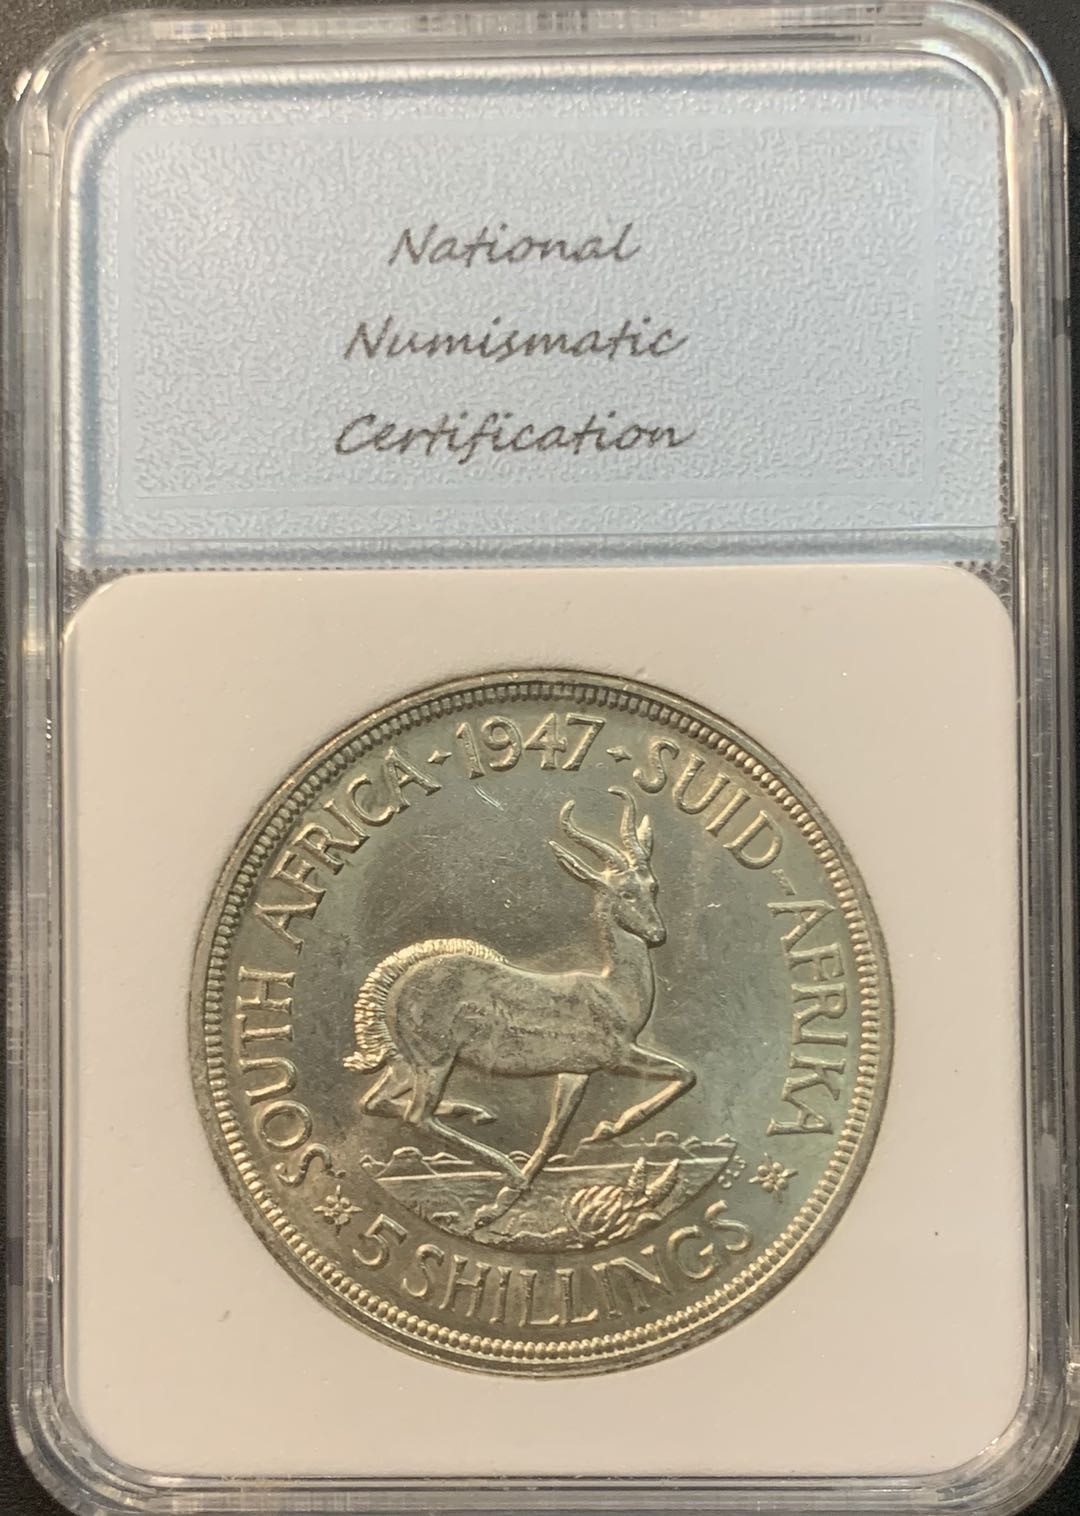 National
Numismatic
Certification
SOUTH AFRICA · 1947 · SUID-AFRIKA
5 SHILLINGS